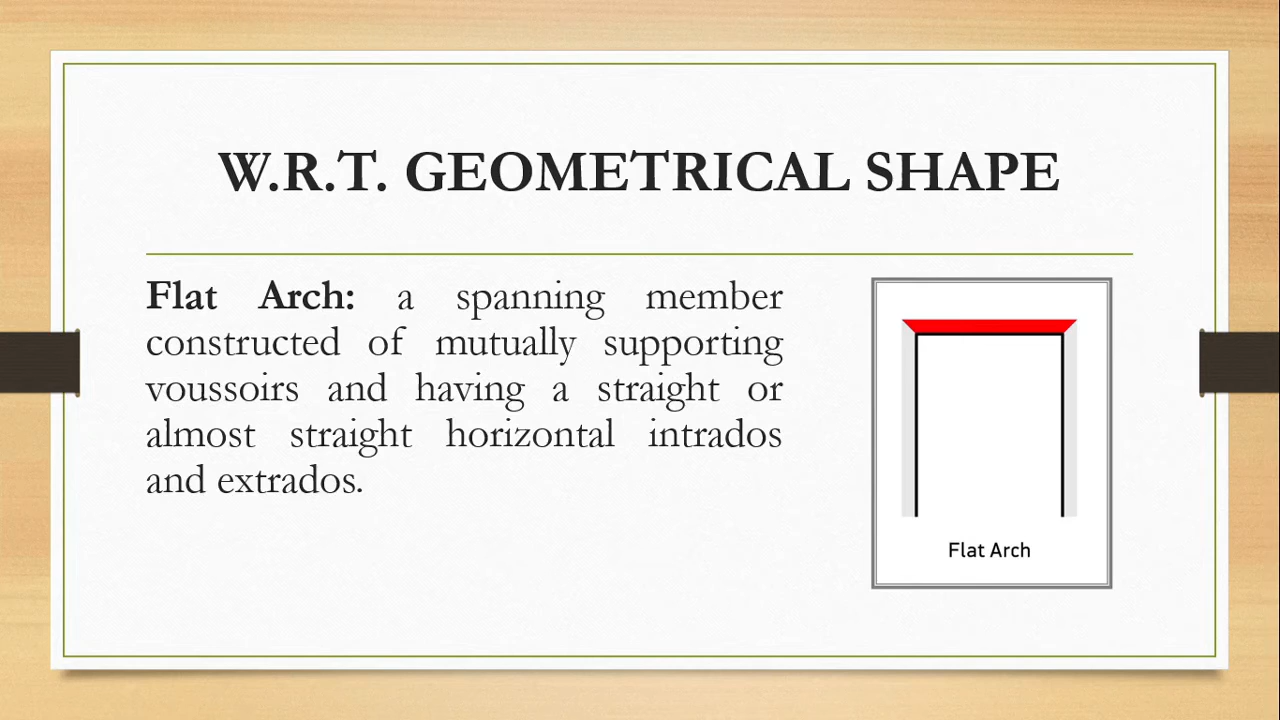 W.R.T. GEOMETRICAL SHAPE
Flat Arch: a spanning member
constructed of mutually supporting
voussoirs and having a straight or
almost straight horizontal intrados
and extrados.
Flat Arch